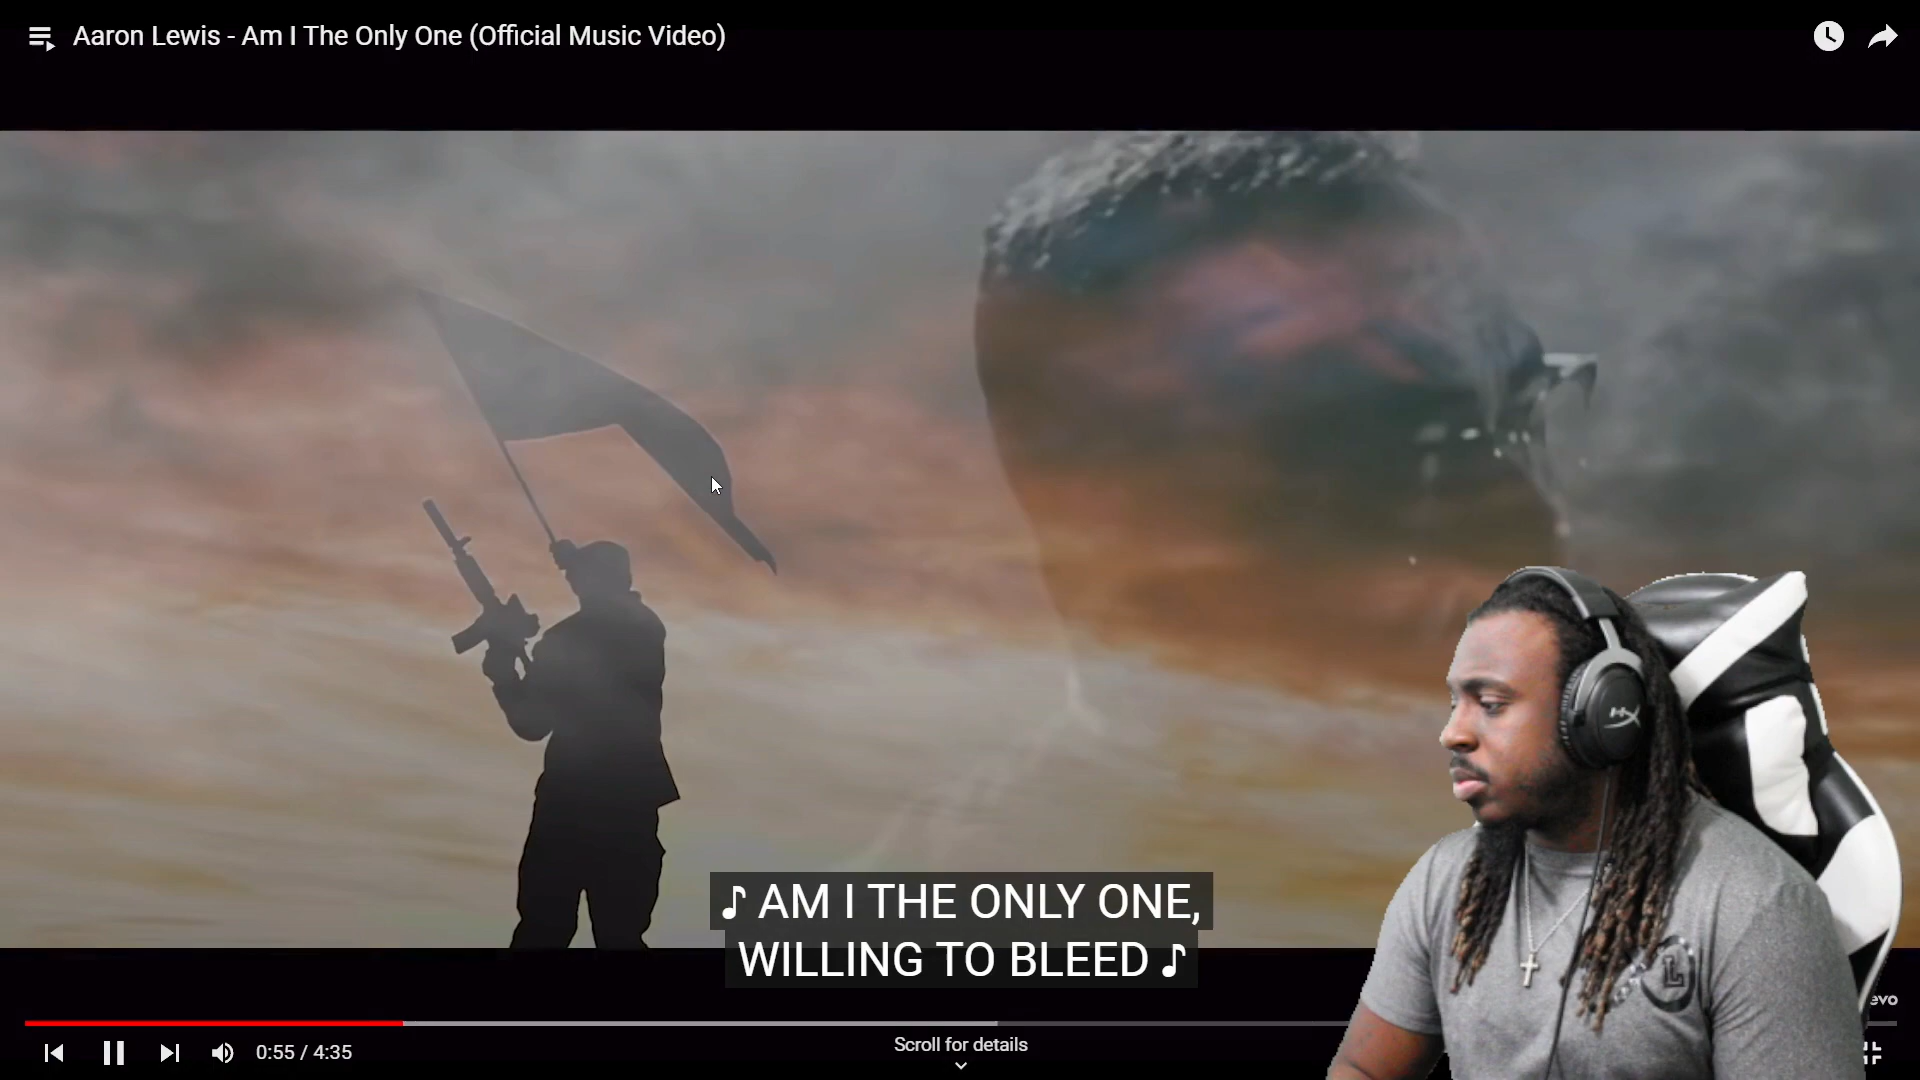 Aaron Lewis - Am I The Only One (Official Music Video)
♪ AM I THE ONLY ONE,
WILLING TO BLEED ♪
evo
0:55 / 4:35
Scroll for details